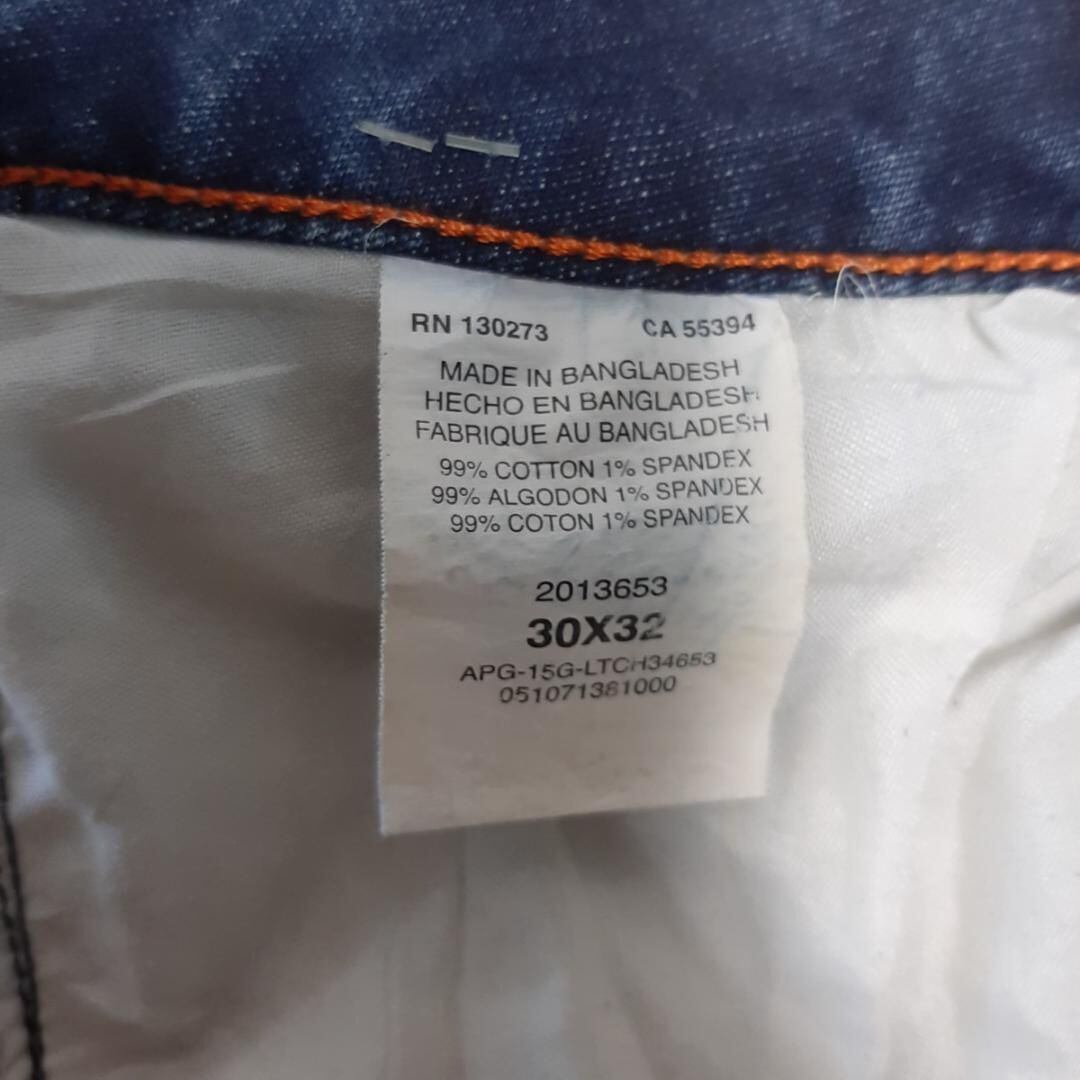 RN 130273 CA 55394
MADE IN BANGLADESH
HECHO EN BANGLADESH
FABRIQUE AU BANGLADESH
99% COTTON 1% SPANDEX
99% ALGODON 1% SPANDEX
99% COTON 1% SPANDEX
2013653
30X32
APG-15G-LTCH34653
051071381000